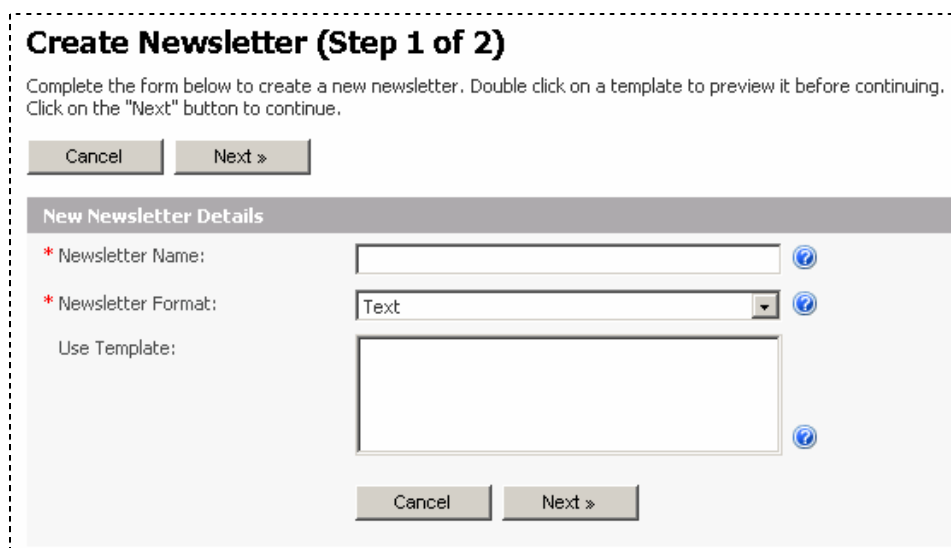 Create Newsletter (Step 1 of 2)
Complete the form below to create a new newsletter. Double click on a template to preview it before continuing.
Click on the "Next" button to continue.
Cancel Next »
New Newsletter Details
* Newsletter Name:
* Newsletter Format: Text
Use Template:
Cancel Next »